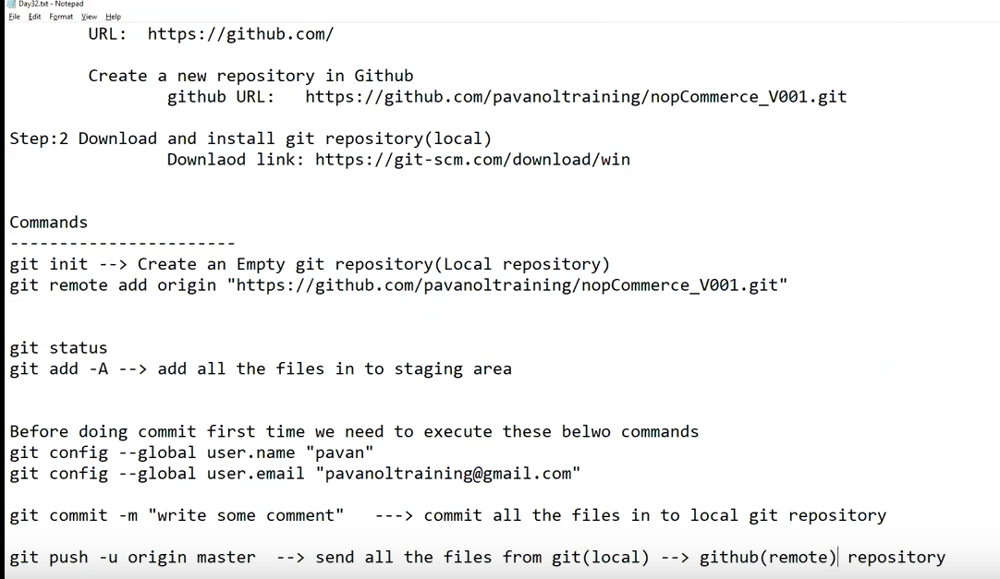 Day32.txt - Notepad
File Edit Format View Help
URL: https://github.com/
Create a new repository in Github
github URL: https://github.com/pavanoltraining/nopCommerce_V001.git
Step:2 Download and install git repository(local)
Downlaod link: https://git-scm.com/download/win
Commands
-----------------------
git init --> Create an Empty git repository(Local repository)
git remote add origin "https://github.com/pavanoltraining/nopCommerce_V001.git"
git status
git add -A --> add all the files in to staging area
Before doing commit first time we need to execute these belwo commands
git config --global user.name "pavan"
git config --global user.email "pavanoltraining@gmail.com"
git commit -m "write some comment" ---> commit all the files in to local git repository
git push -u origin master --> send all the files from git(local) --> github(remote) repository